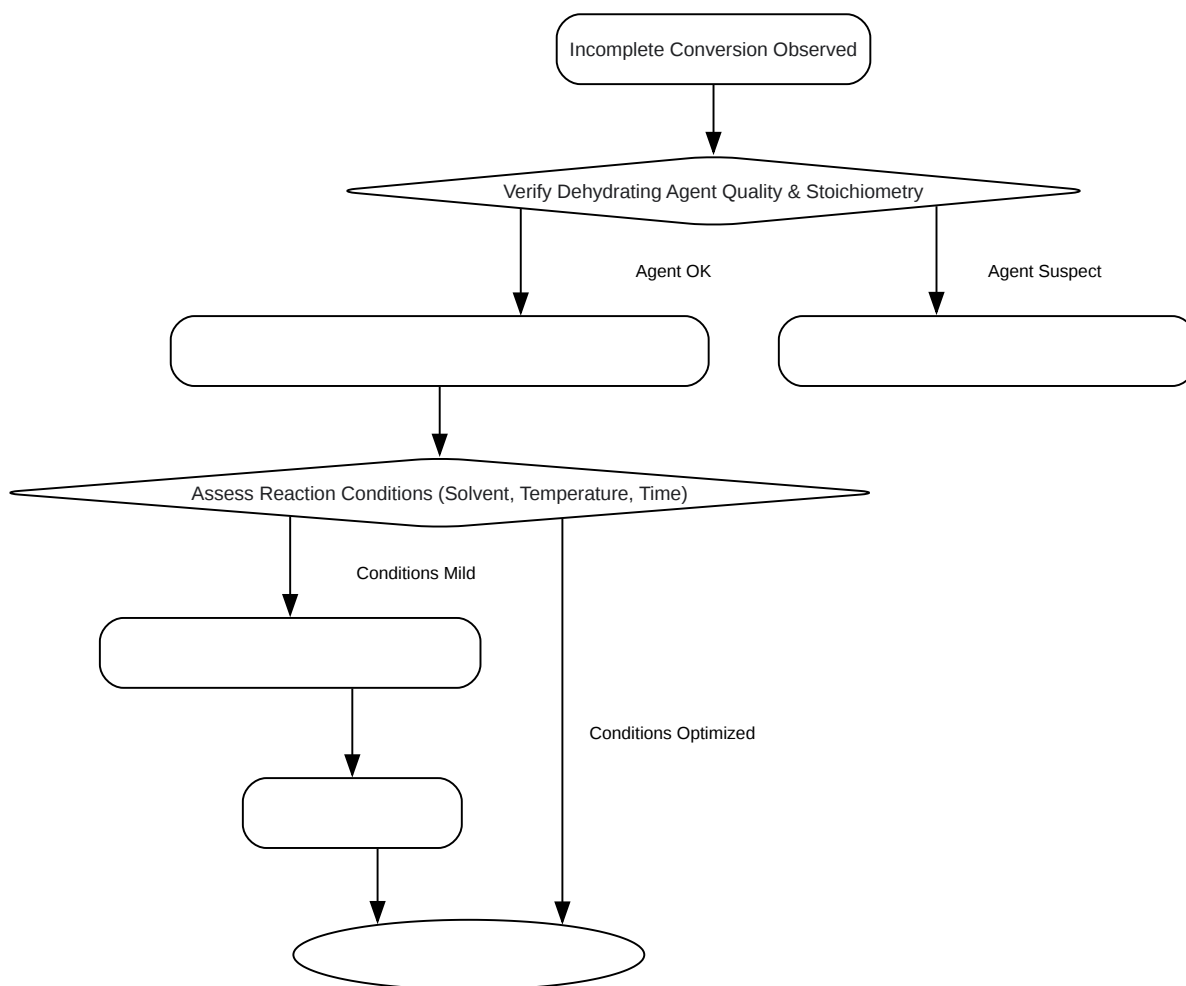 Incomplete Conversion Observed
Verify Dehydrating Agent Quality & Stoichiometry
Agent OK
Agent Suspect
Assess Reaction Conditions (Solvent, Temperature, Time)
Conditions Mild
Conditions Optimized